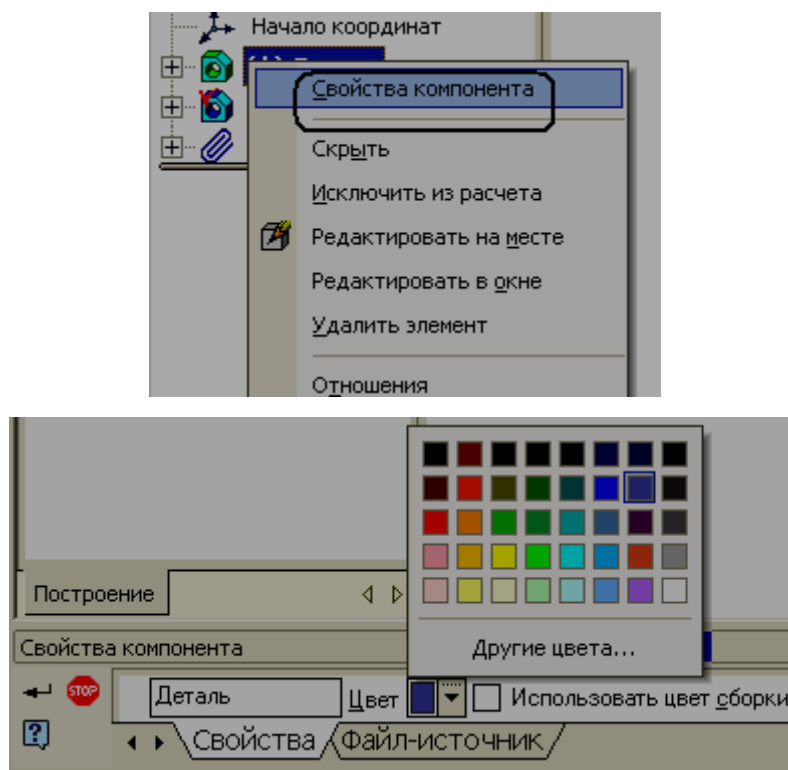 Начало координат
Свойства компонента
Скрыть
Исключить из расчета
Редактировать на месте
Редактировать в окне
Удалить элемент
Отношения
Построение
Другие цвета...
Свойства компонента
STOP Деталь Цвет Использовать цвет сборки
? Свойства Файл-источник